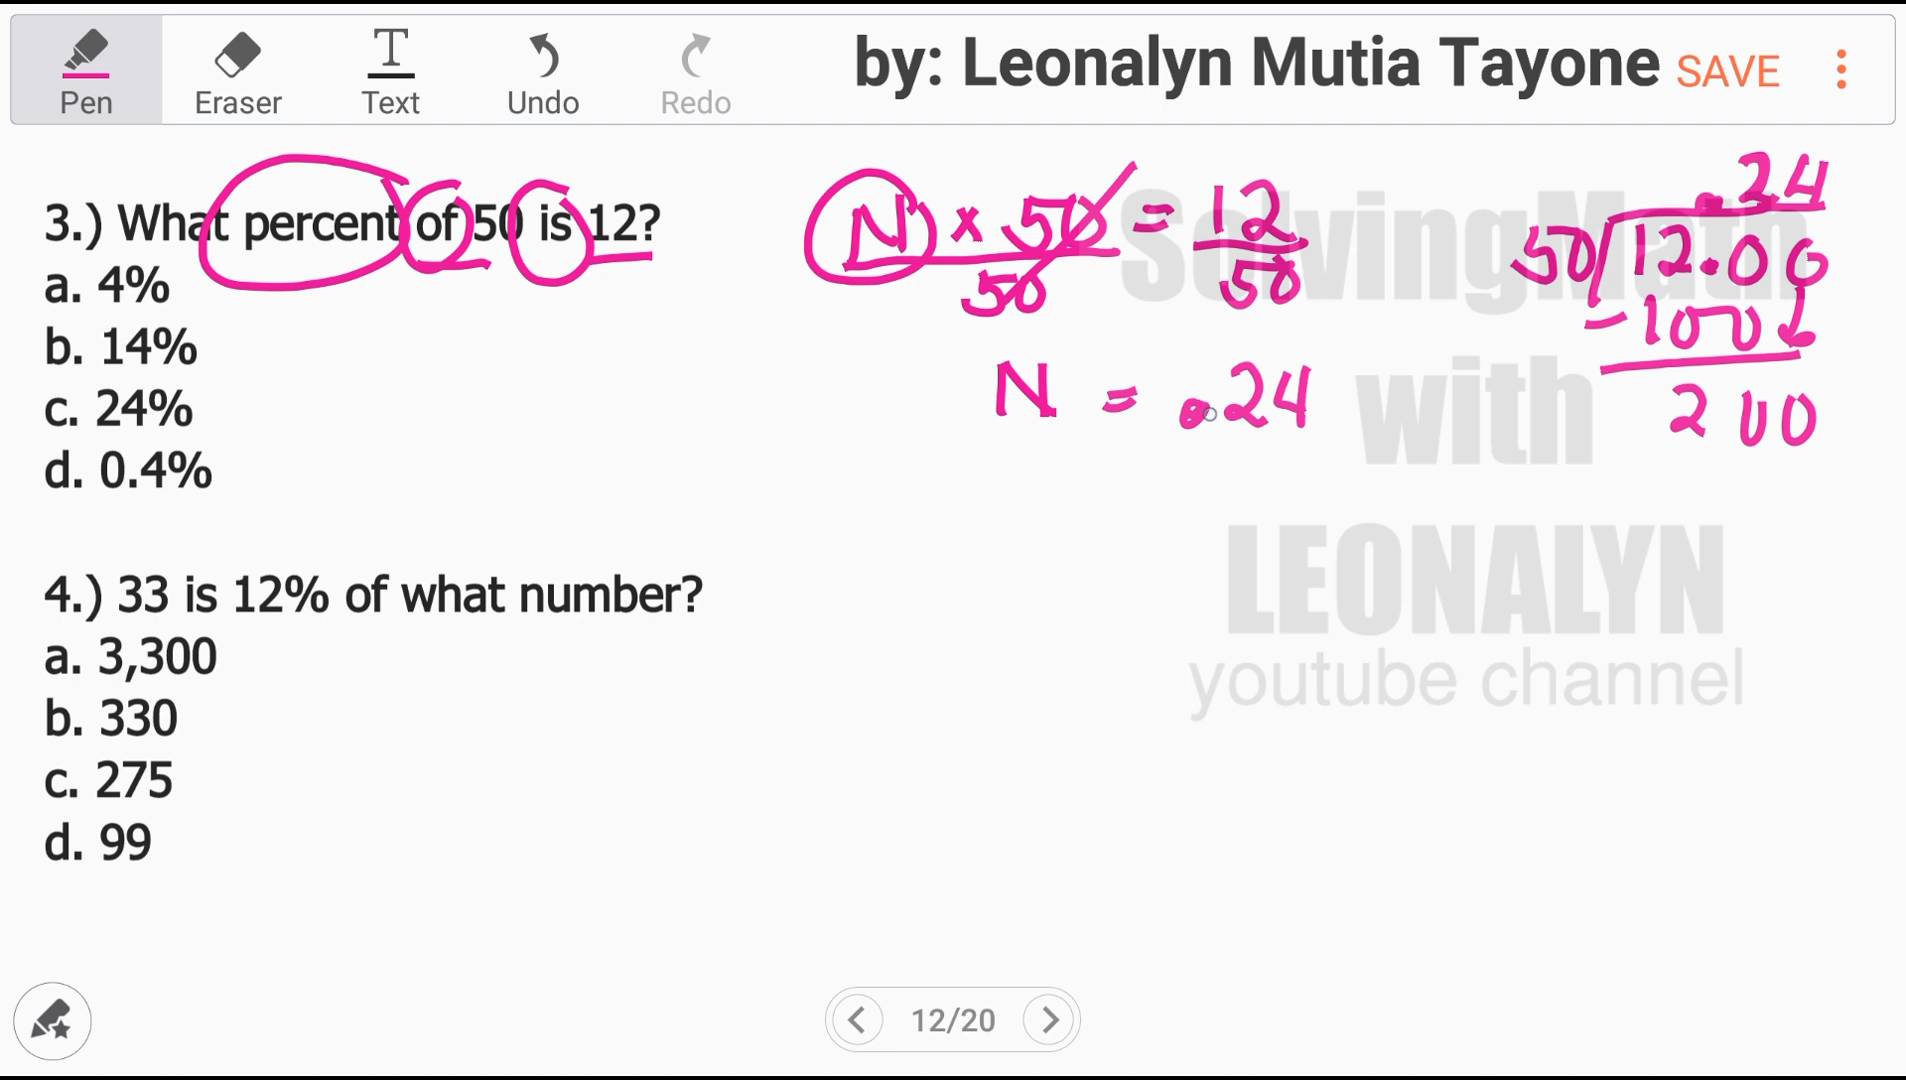 Pen
Eraser
T
Text
Undo
Redo
by: Leonalyn Mutia Tayone
SAVE
3.) What percent of 50 is 12?
a. 4%
b. 14%
c. 24%
d. 0.4%
N x 50 = 12
50 50
N = .24
.24
50 12.00
- 100
200
4.) 33 is 12% of what number?
a. 3,300
b. 330
c. 275
d. 99
SolvingMath
with
LEONALYN
youtube channel
12/20